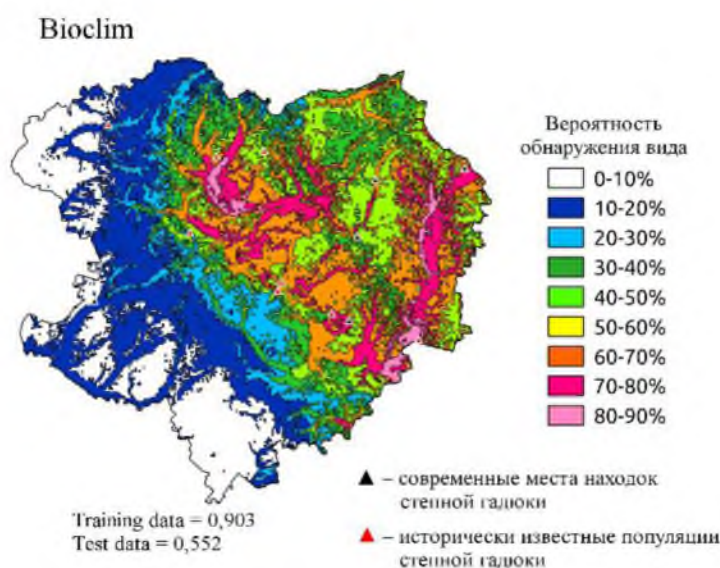 Bioclim
Вероятность
обнаружения вида
0-10%
10-20%
20-30%
30-40%
40-50%
50-60%
60-70%
70-80%
80-90%
▲ – современные места находок
степной гадюки
Training data = 0,903
Test data = 0,552
▲ – исторически известные популяции
степной гадюки